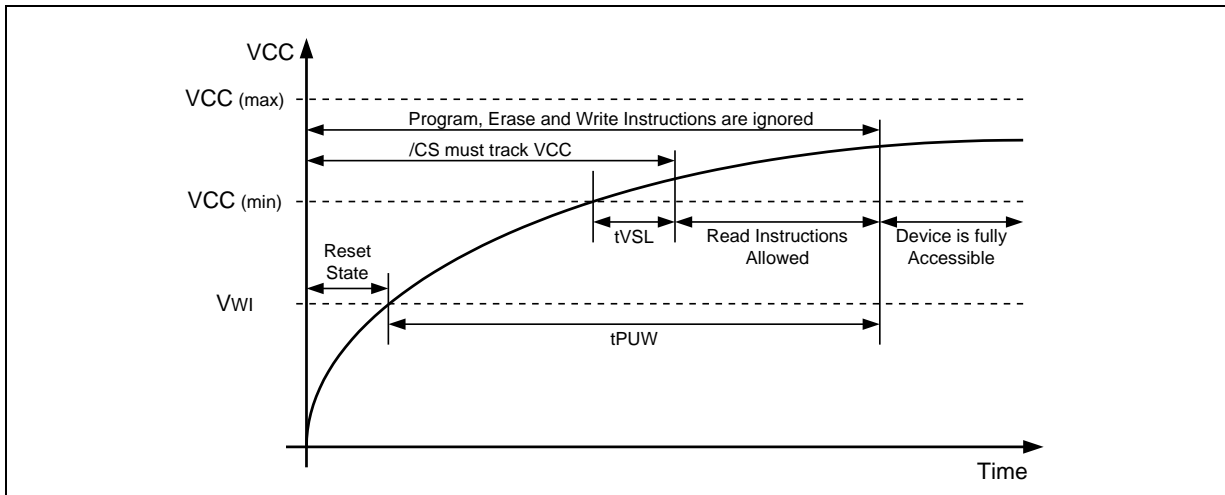 VCC
VCC (max)
Program, Erase and Write Instructions are ignored
/CS must track VCC
VCC (min)
tVSL
Read Instructions
Allowed
Device is fully
Accessible
Reset
State
VWI
tPUW
Time